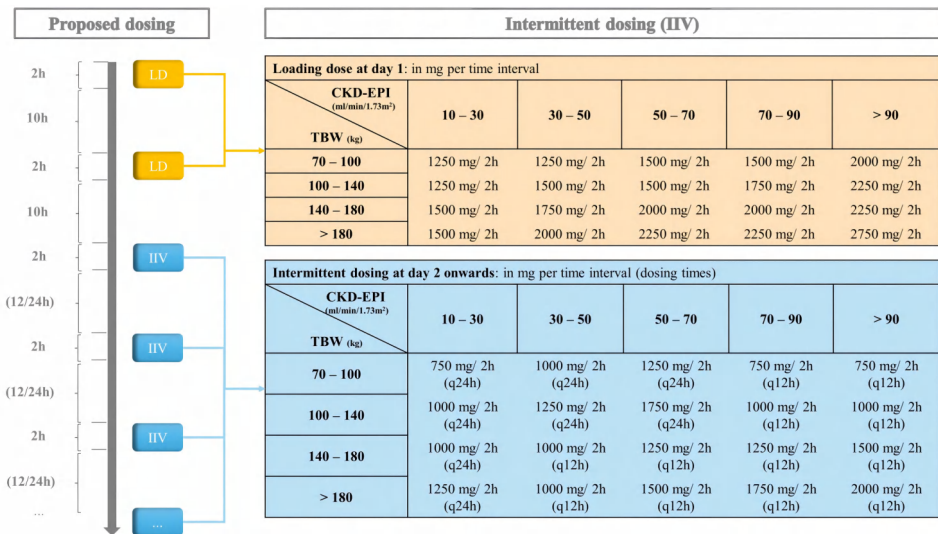 Proposed dosing
Intermittent dosing (IIV)
2h
10h
2h
10h
2h
(12/24h)
2h
(12/24h)
2h
(12/24h)
...
LD
LD
IIV
IIV
IIV
...
Loading dose at day 1: in mg per time interval
CKD-EPI
(ml/min/1.73m²)
TBW (kg)
10 – 30 30 – 50 50 – 70 70 – 90 > 90
70 – 100 1250 mg/ 2h 1250 mg/ 2h 1500 mg/ 2h 1500 mg/ 2h 2000 mg/ 2h
100 – 140 1250 mg/ 2h 1500 mg/ 2h 1500 mg/ 2h 1750 mg/ 2h 2250 mg/ 2h
140 – 180 1500 mg/ 2h 1750 mg/ 2h 2000 mg/ 2h 2000 mg/ 2h 2250 mg/ 2h
> 180 1500 mg/ 2h 2000 mg/ 2h 2250 mg/ 2h 2250 mg/ 2h 2750 mg/ 2h
Intermittent dosing at day 2 onwards: in mg per time interval (dosing times)
CKD-EPI
(ml/min/1.73m²)
TBW (kg)
10 – 30 30 – 50 50 – 70 70 – 90 > 90
70 – 100 750 mg/ 2h 1000 mg/ 2h 1250 mg/ 2h 750 mg/ 2h 750 mg/ 2h
(q24h) (q24h) (q24h) (q12h) (q12h)
100 – 140 1000 mg/ 2h 1250 mg/ 2h 1750 mg/ 2h 1000 mg/ 2h 1000 mg/ 2h
(q24h) (q24h) (q24h) (q12h) (q12h)
140 – 180 1000 mg/ 2h 1000 mg/ 2h 1250 mg/ 2h 1250 mg/ 2h 1500 mg/ 2h
(q24h) (q12h) (q12h) (q12h) (q12h)
> 180 1250 mg/ 2h 1000 mg/ 2h 1500 mg/ 2h 1750 mg/ 2h 2000 mg/ 2h
(q24h) (q12h) (q12h) (q12h) (q12h)